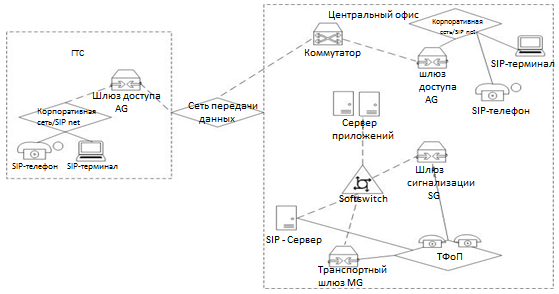 ГТС
Шлюз доступа
AG
Корпоративная
сеть/SIP net
SIP-телефон
SIP-терминал
Сеть передачи
данных
Центральный офис
Коммутатор
Корпоративная
сеть/SIP net
шлюз
доступа
AG
SIP-терминал
SIP-телефон
Сервер
приложений
Softswitch
Шлюз
сигнализации
SG
SIP - Сервер
Транспортный
шлюз MG
ТФоП